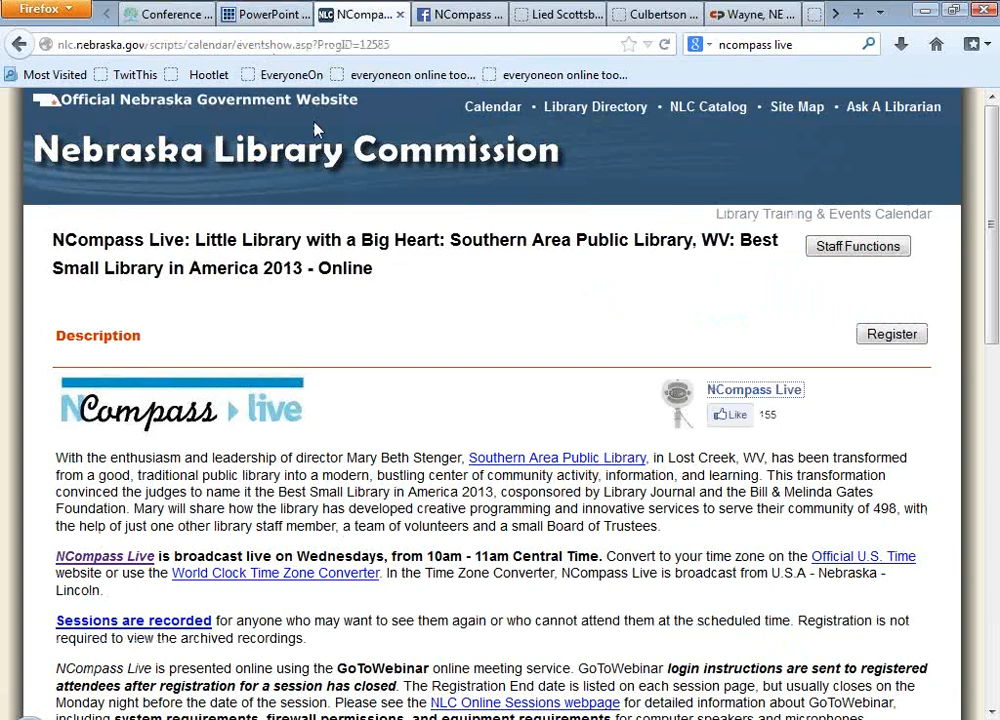 Firefox
Conference ... PowerPoint ... NCompa... NCompass ... Lied Scottsb... Culbertson ... Wayne, NE ...
nlc.nebraska.gov/scripts/calendar/eventshow.asp?ProgID=12585 ncompass live
Most Visited TwitThis Hootlet EveryoneOn everyoneon online too... everyoneon online too...
Official Nebraska Government Website
Calendar • Library Directory • NLC Catalog • Site Map • Ask A Librarian
Nebraska Library Commission
Library Training & Events Calendar
NCompass Live: Little Library with a Big Heart: Southern Area Public Library, WV: Best
Small Library in America 2013 - Online
Staff Functions
Description
Register
NCompass live
NCompass Live
Like 155
With the enthusiasm and leadership of director Mary Beth Stenger, Southern Area Public Library, in Lost Creek, WV, has been transformed
from a good, traditional public library into a modern, bustling center of community activity, information, and learning. This transformation
convinced the judges to name it the Best Small Library in America 2013, cosponsored by Library Journal and the Bill & Melinda Gates
Foundation. Mary will share how the library has developed creative programming and innovative services to serve their community of 498, with
the help of just one other library staff member, a team of volunteers and a small Board of Trustees.
NCompass Live is broadcast live on Wednesdays, from 10am - 11am Central Time. Convert to your time zone on the Official U.S. Time
website or use the World Clock Time Zone Converter. In the Time Zone Converter, NCompass Live is broadcast from U.S.A - Nebraska -
Lincoln.
Sessions are recorded for anyone who may want to see them again or who cannot attend them at the scheduled time. Registration is not
required to view the archived recordings.
NCompass Live is presented online using the GoToWebinar online meeting service. GoToWebinar login instructions are sent to registered
attendees after registration for a session has closed. The Registration End date is listed on each session page, but usually closes on the
Monday night before the date of the session. Please see the NLC Online Sessions webpage for detailed information about GoToWebinar,
including system requirements, firewall permissions, and equipment requirements for computer speakers and microphones.